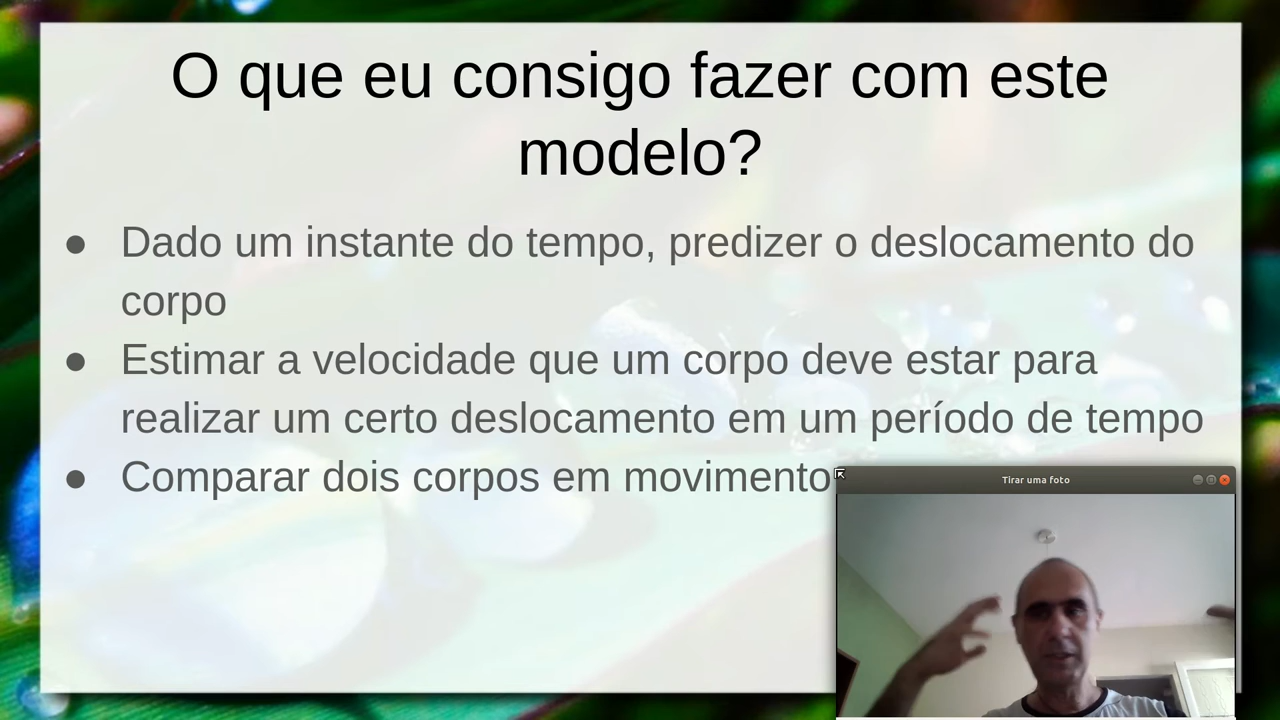 O que eu consigo fazer com este
modelo?
● Dado um instante do tempo, predizer o deslocamento do
corpo
● Estimar a velocidade que um corpo deve estar para
realizar um certo deslocamento em um período de tempo
● Comparar dois corpos em movimento
Tirar uma foto